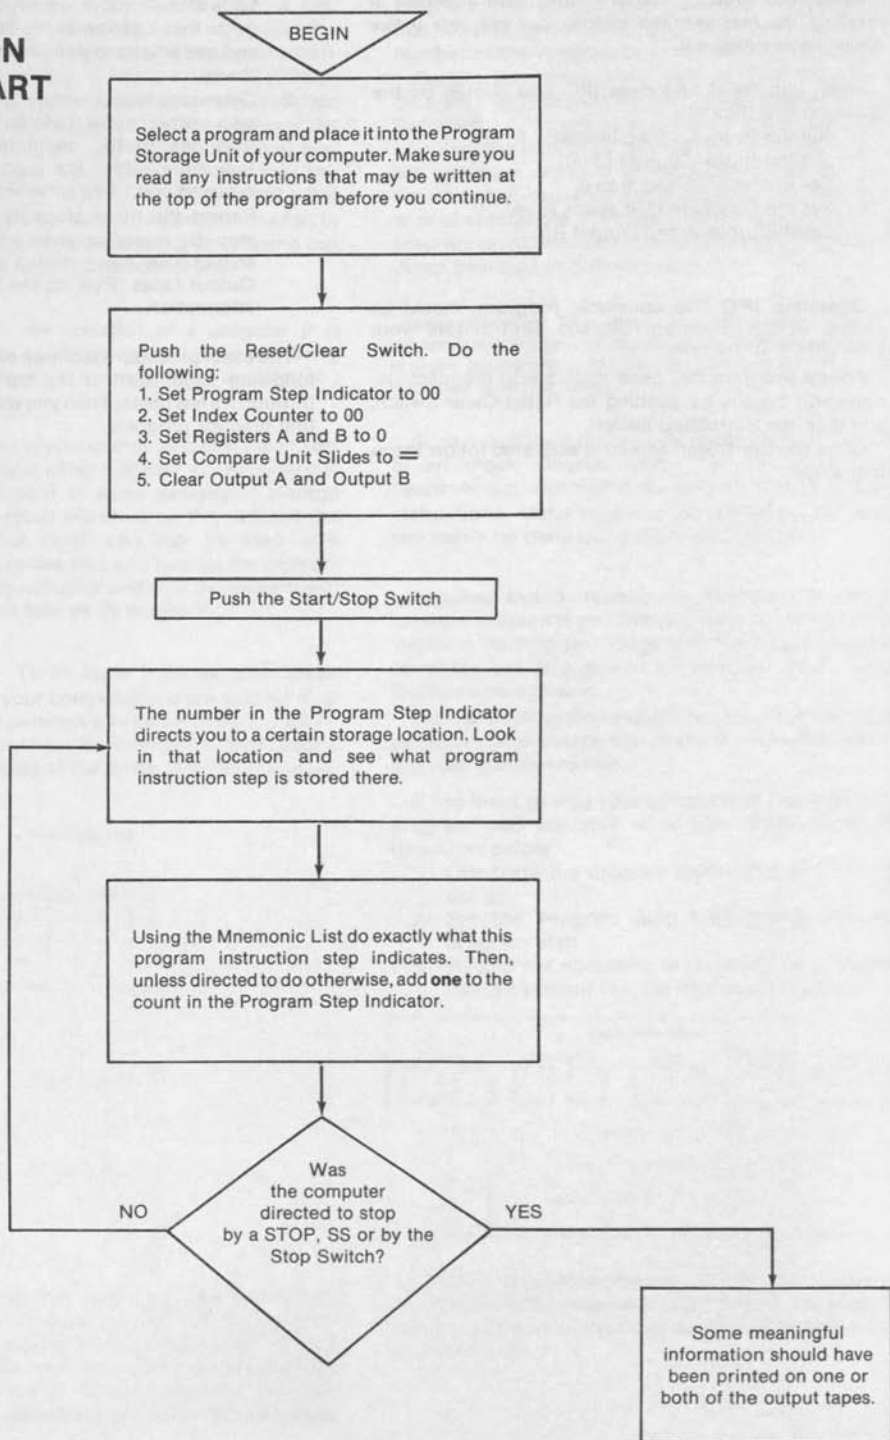 ON
ART
BEGIN
Select a program and place it into the Program
Storage Unit of your computer. Make sure you
read any instructions that may be written at
the top of the program before you continue.
Push the Reset/Clear Switch. Do the
following:
1. Set Program Step Indicator to 00
2. Set Index Counter to 00
3. Set Registers A and B to 0
4. Set Compare Unit Slides to =
5. Clear Output A and Output B
Push the Start/Stop Switch
The number in the Program Step Indicator
directs you to a certain storage location. Look
in that location and see what program
instruction step is stored there.
Using the Mnemonic List do exactly what this
program instruction step indicates. Then,
unless directed to do otherwise, add one to the
count in the Program Step Indicator.
Was
the computer
directed to stop
by a STOP, SS or by the
Stop Switch?
NO
YES
Some meaningful
information should have
been printed on one or
both of the output tapes.